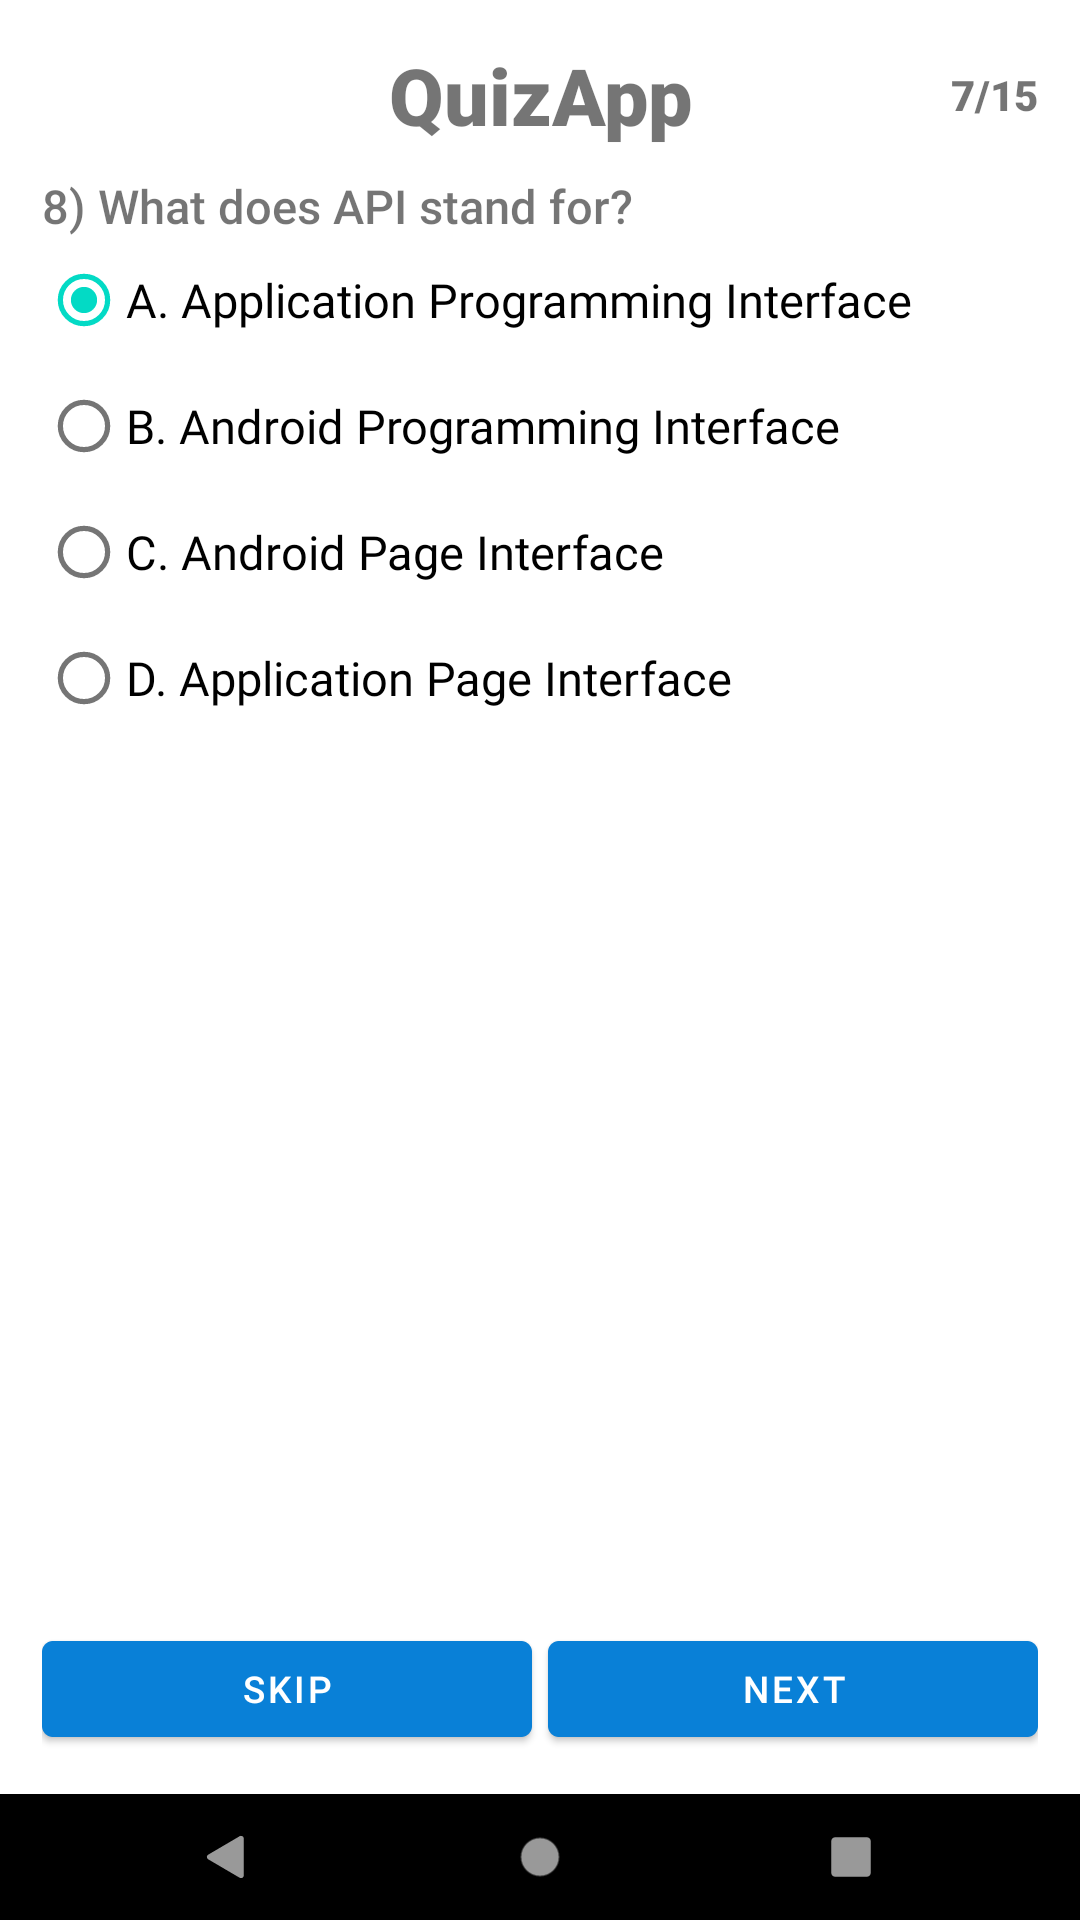 QuizApp
7/15
8) What does API stand for?
A. Application Programming Interface
B. Android Programming Interface
C. Android Page Interface
D. Application Page Interface
SKIP
NEXT